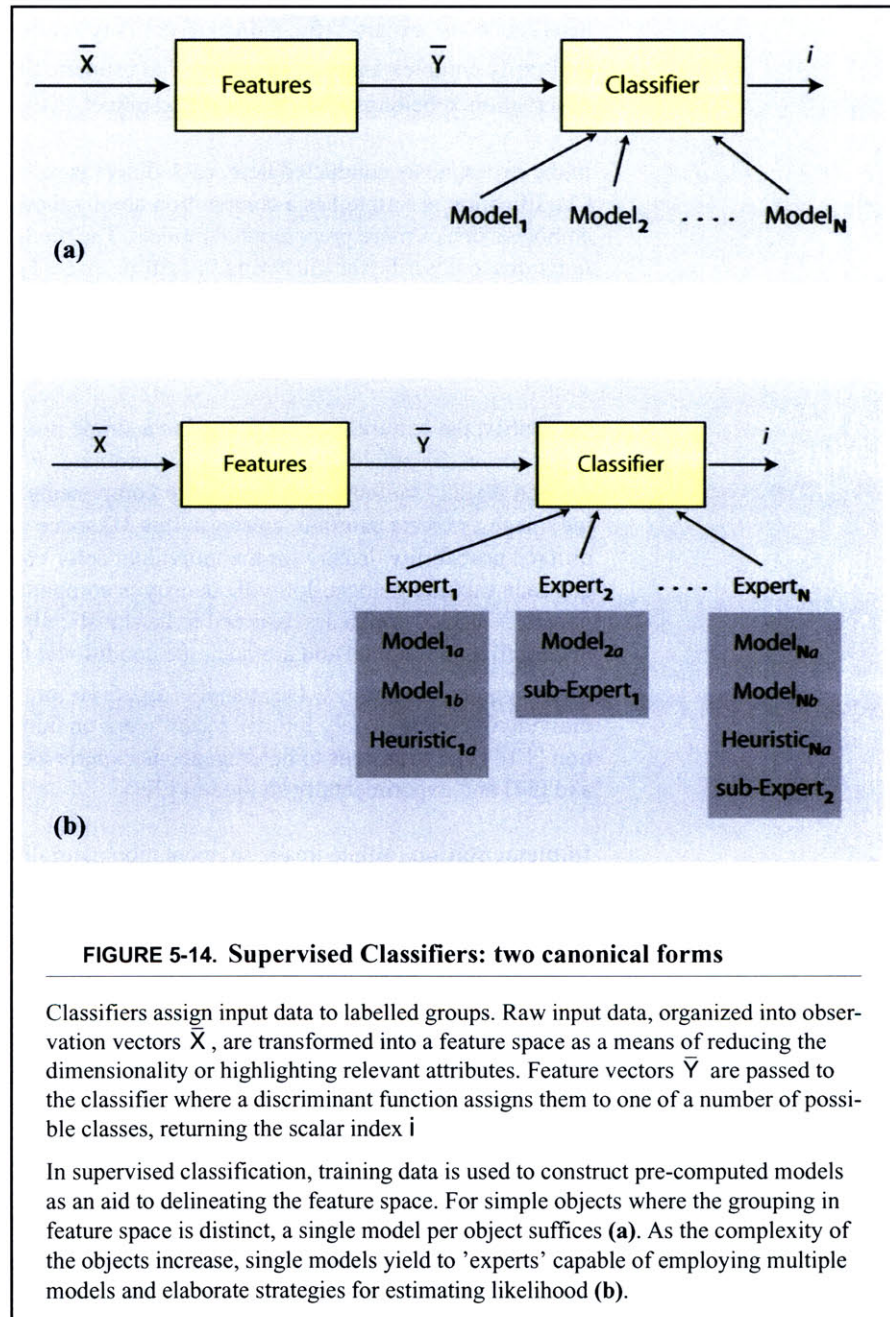 X̅ Features Y̅ Classifier i
Model₁ Model₂ · · · · Model_N
(a)
X̅ Features Y̅ Classifier i
Expert₁ Expert₂ · · · · Expert_N
Model₁ₐ Model₂ₐ Model_Na
Model_1b sub-Expert₁ Model_Nb
Heuristic₁ₐ Heuristic_Na
sub-Expert₂
(b)
FIGURE 5-14. Supervised Classifiers: two canonical forms
Classifiers assign input data to labelled groups. Raw input data, organized into obser-
vation vectors X̅ , are transformed into a feature space as a means of reducing the
dimensionality or highlighting relevant attributes. Feature vectors Y̅ are passed to
the classifier where a discriminant function assigns them to one of a number of possi-
ble classes, returning the scalar index i
In supervised classification, training data is used to construct pre-computed models
as an aid to delineating the feature space. For simple objects where the grouping in
feature space is distinct, a single model per object suffices (a). As the complexity of
the objects increase, single models yield to ’experts’ capable of employing multiple
models and elaborate strategies for estimating likelihood (b).